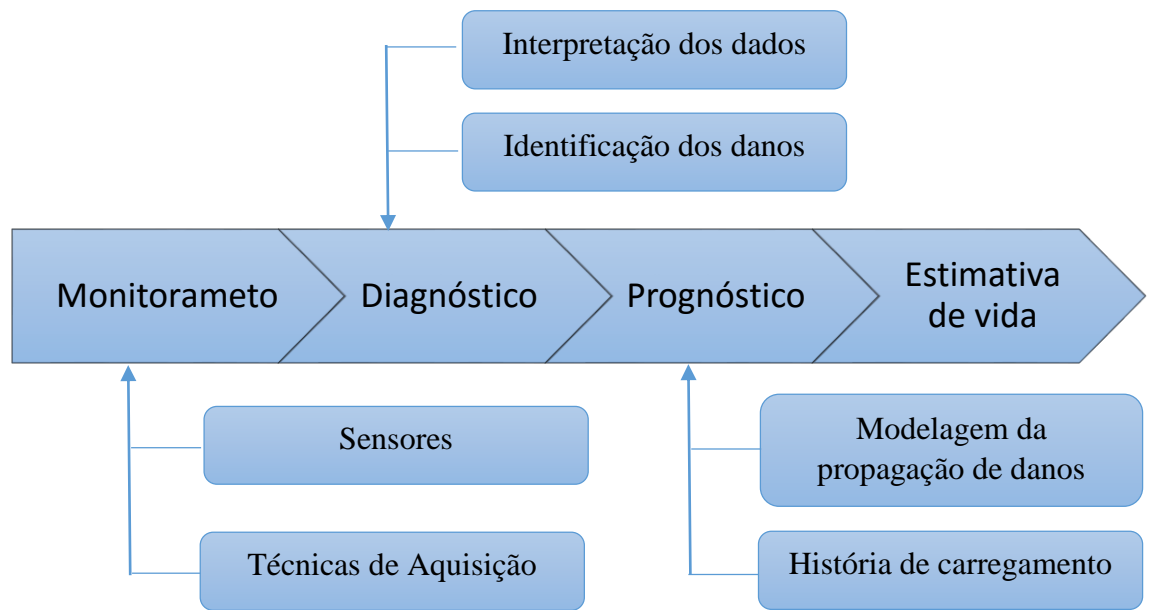 Interpretação dos dados
Identificação dos danos
Monitorameto
Diagnóstico
Prognóstico
Estimativa
de vida
Sensores
Técnicas de Aquisição
Modelagem da
propagação de danos
História de carregamento